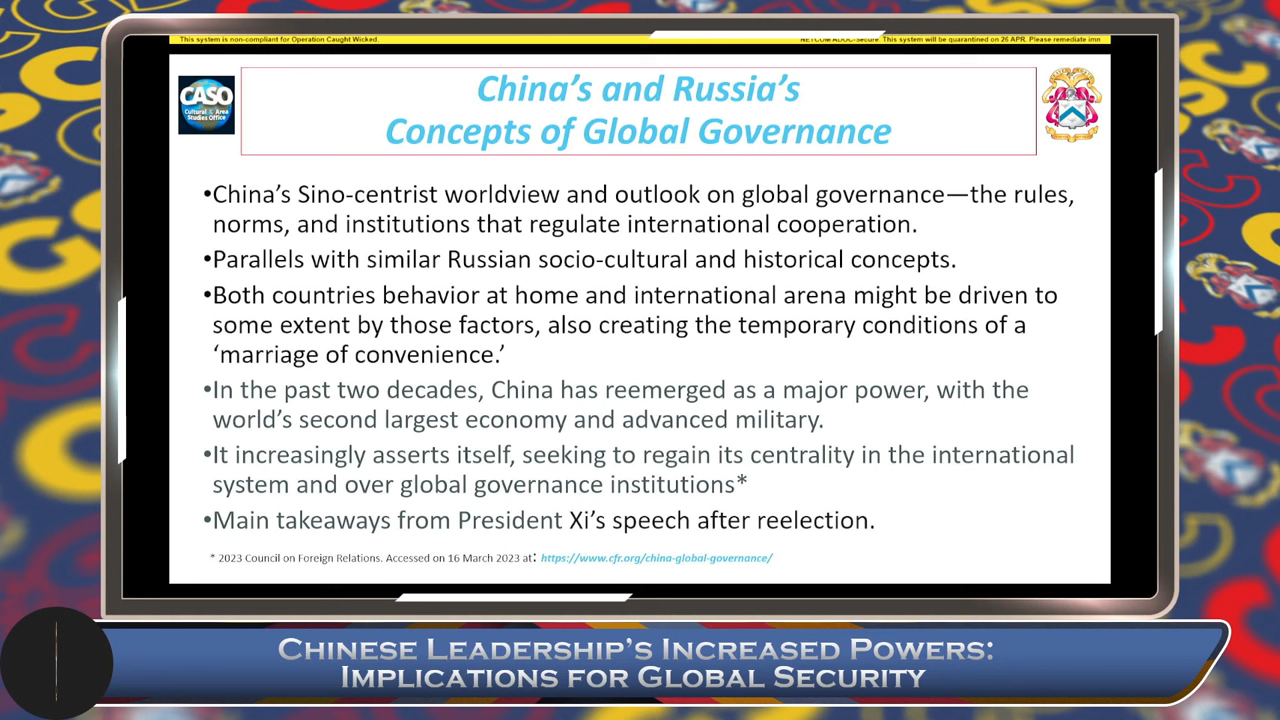 This system is non-compliant for Operation Caught Wicked.
This system will be quarantined on 26 APR. Please remediate imn
CASO
Cultural & Area
Studies Office
China's and Russia's
Concepts of Global Governance
•China's Sino-centrist worldview and outlook on global governance—the rules,
norms, and institutions that regulate international cooperation.
•Parallels with similar Russian socio-cultural and historical concepts.
•Both countries behavior at home and international arena might be driven to
some extent by those factors, also creating the temporary conditions of a
'marriage of convenience.'
•In the past two decades, China has reemerged as a major power, with the
world's second largest economy and advanced military.
•It increasingly asserts itself, seeking to regain its centrality in the international
system and over global governance institutions*
•Main takeaways from President Xi's speech after reelection.
* 2023 Council on Foreign Relations. Accessed on 16 March 2023 at: https://www.cfr.org/china-global-governance/
Chinese Leadership's Increased Powers:
Implications for Global Security